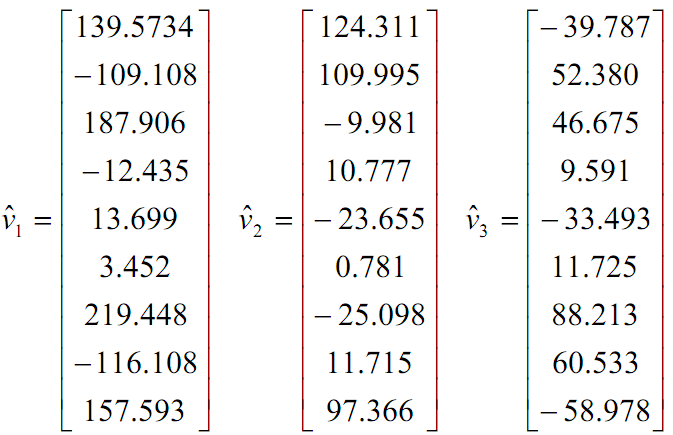 139.5734 124.311 −39.787
−109.108 109.995 52.380
187.906 −9.981 46.675
−12.435 10.777 9.591
v̂₁ = 13.699 v̂₂ = −23.655 v̂₃ = −33.493
3.452 0.781 11.725
219.448 −25.098 88.213
−116.108 11.715 60.533
157.593 97.366 −58.978